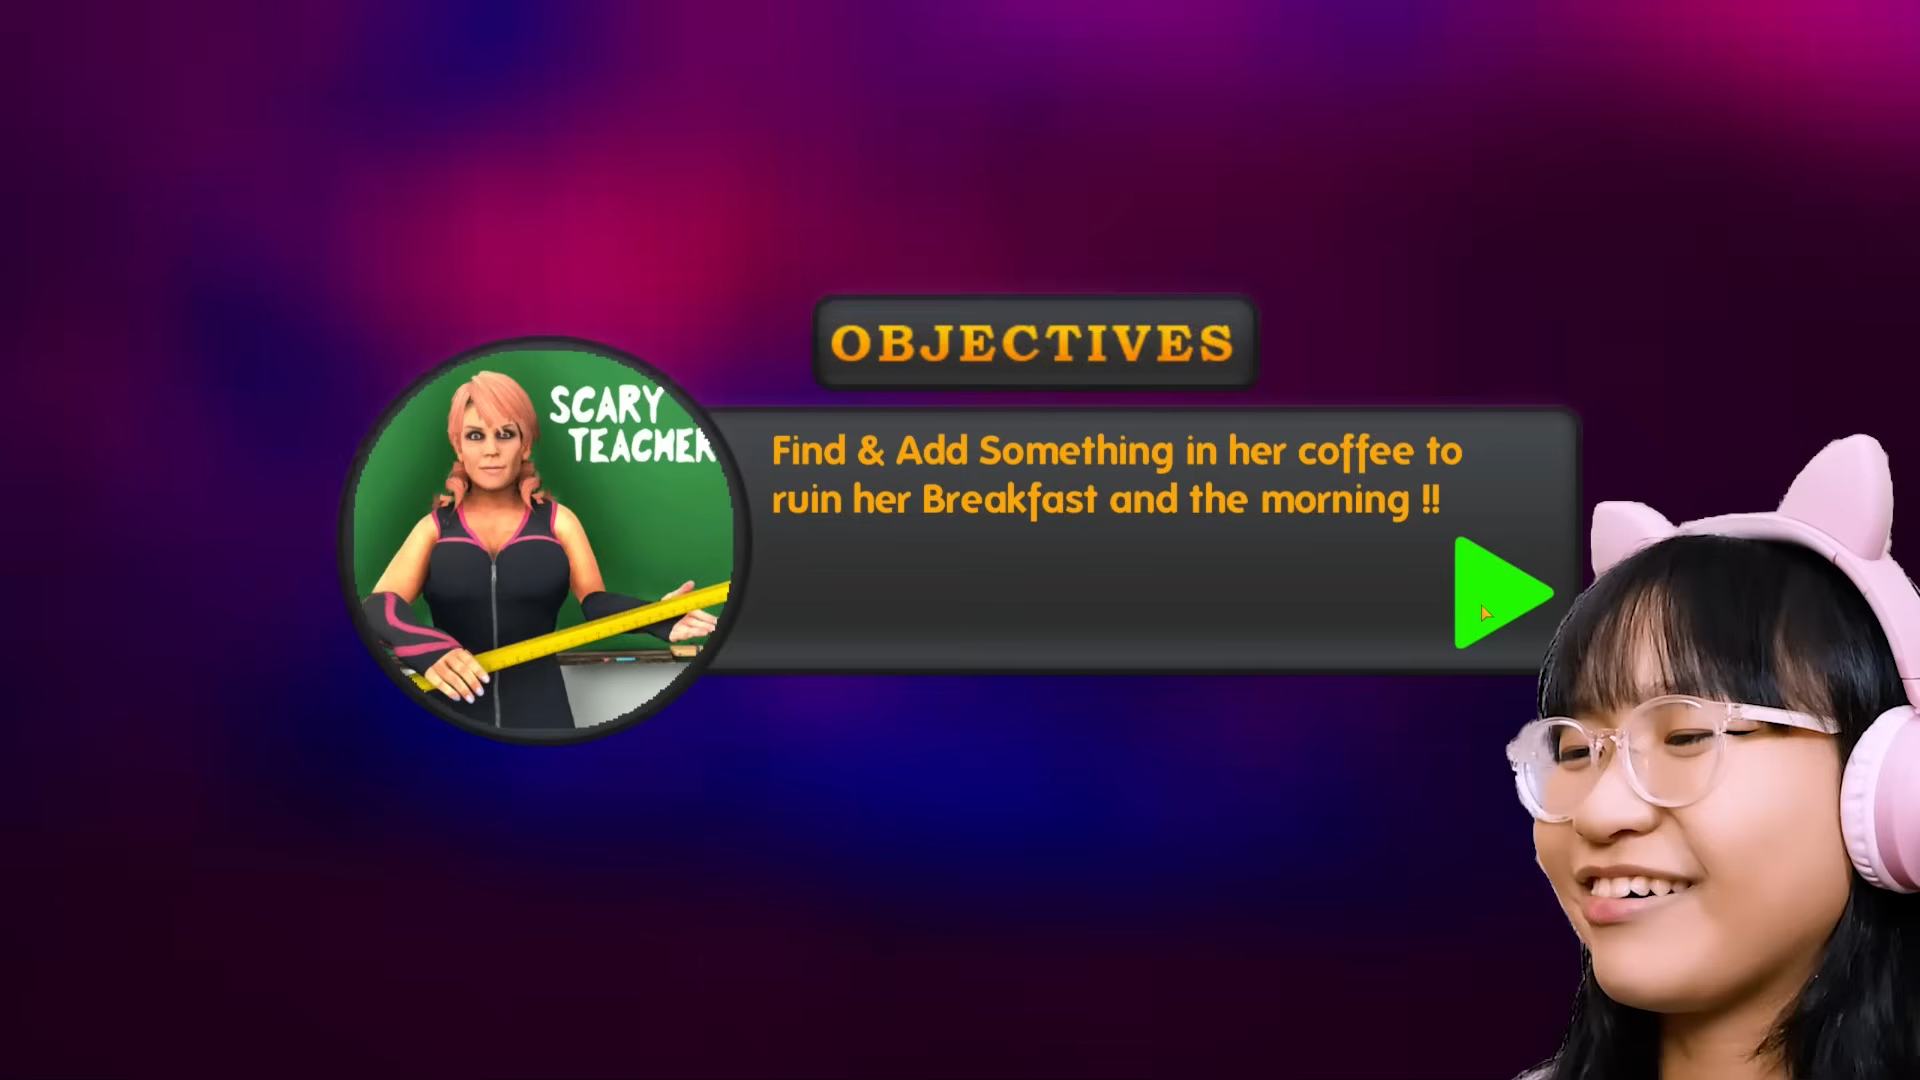 OBJECTIVES
SCARY
TEACHER
Find & Add Something in her coffee to
ruin her Breakfast and the morning !!